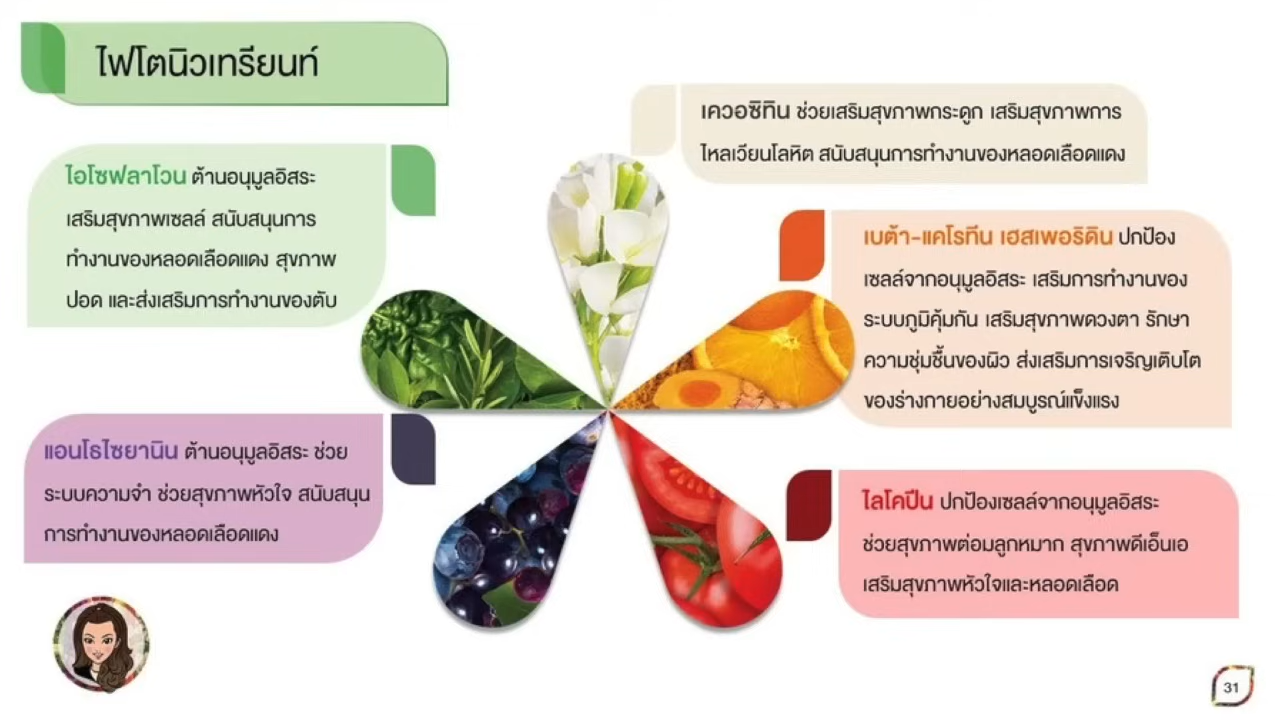 ไฟโตนิวเทรียนท์
เควอซิทิน ช่วยเสริมสุขภาพกระดูก เสริมสุขภาพการ
ไหลเวียนโลหิต สนับสนุนการทำงานของหลอดเลือดแดง
ไอโซฟลาโวน ต้านอนุมูลอิสระ
เสริมสุขภาพเซลล์ สนับสนุนการ
ทำงานของหลอดเลือดแดง สุขภาพ
ปอด และส่งเสริมการทำงานของตับ
เบต้า-แคโรทีน เฮสเพอริดิน ปกป้อง
เซลล์จากอนุมูลอิสระ เสริมการทำงานของ
ระบบภูมิคุ้มกัน เสริมสุขภาพดวงตา รักษา
ความชุ่มชื้นของผิว ส่งเสริมการเจริญเติบโต
ของร่างกายอย่างสมบูรณ์แข็งแรง
แอนโธไซยานิน ต้านอนุมูลอิสระ ช่วย
ระบบความจำ ช่วยสุขภาพหัวใจ สนับสนุน
การทำงานของหลอดเลือดแดง
ไลโคปีน ปกป้องเซลล์จากอนุมูลอิสระ
ช่วยสุขภาพต่อมลูกหมาก สุขภาพดีเอ็นเอ
เสริมสุขภาพหัวใจและหลอดเลือด
31